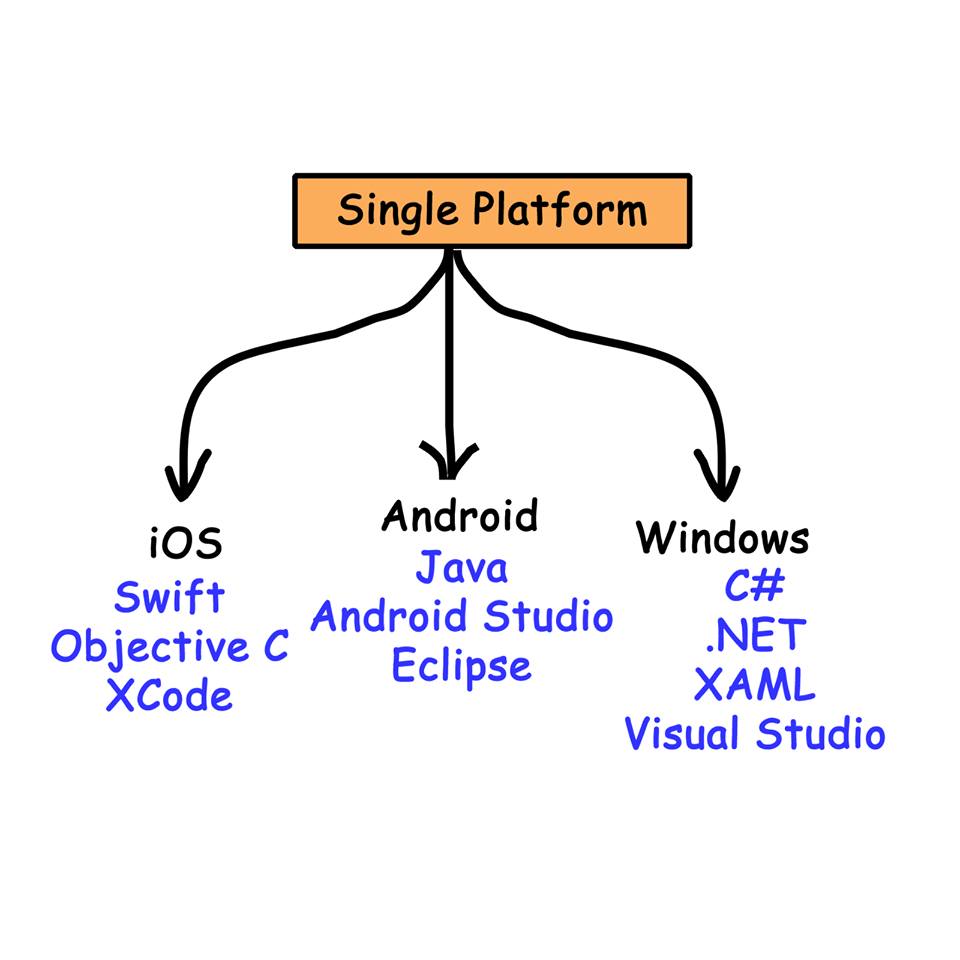 Single Platform
iOS
Swift
Objective C
XCode
Android
Java
Android Studio
Eclipse
Windows
C#
.NET
XAML
Visual Studio